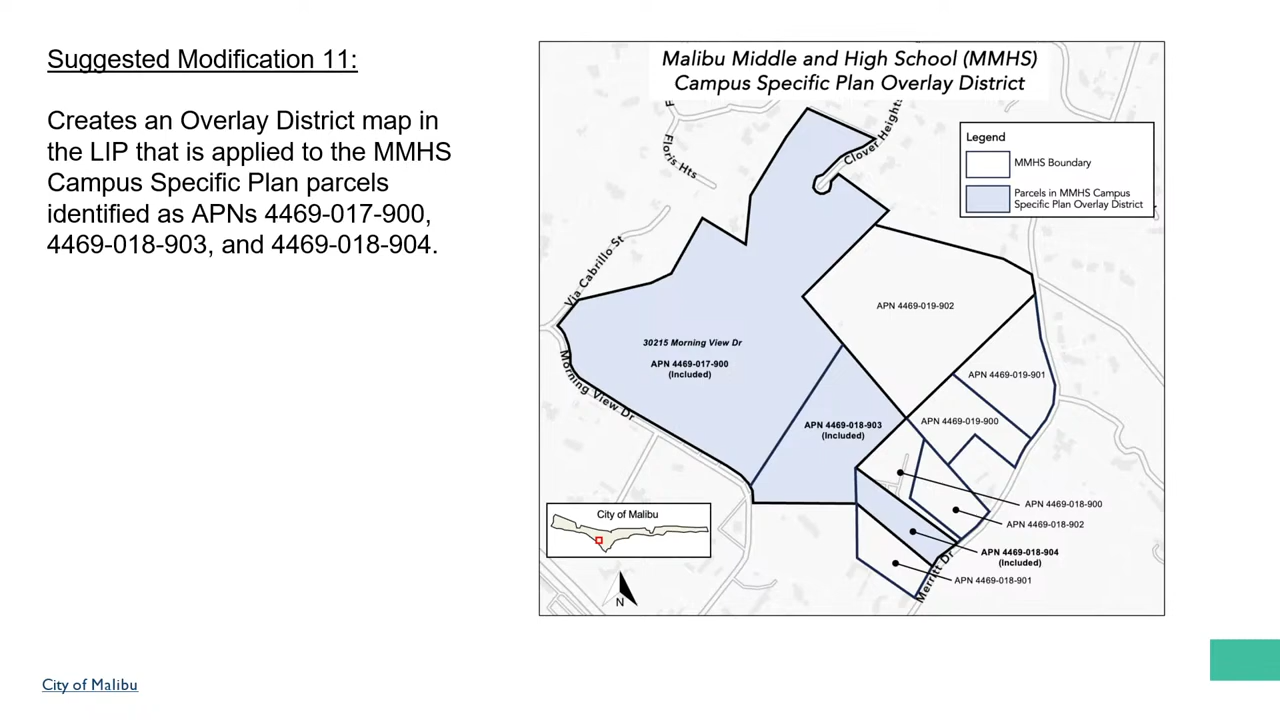 Suggested Modification 11:
Creates an Overlay District map in
the LIP that is applied to the MMHS
Campus Specific Plan parcels
identified as APNs 4469-017-900,
4469-018-903, and 4469-018-904.
City of Malibu
Malibu Middle and High School (MMHS)
Campus Specific Plan Overlay District
Legend
MMHS Boundary
Parcels in MMHS Campus
Specific Plan Overlay District
Floris Hts
Clover Heights
Via Cabrillo St
Morning View Dr
APN 4469-019-902
30215 Morning View Dr
APN 4469-017-900
(Included)
APN 4469-019-901
APN 4469-018-903
(Included)
APN 4469-019-900
APN 4469-018-900
APN 4469-018-902
APN 4469-018-904
(Included)
APN 4469-018-901
Merritt Dr
City of Malibu
N